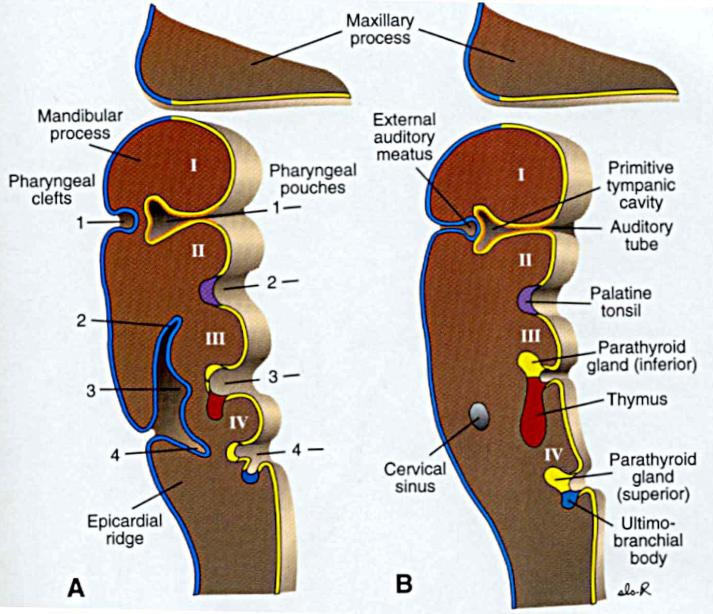 Maxillary
process
Mandibular
process
I
Pharyngeal
clefts
Pharyngeal
pouches
1
1
II
2
2
III
3
3
IV
4
4
Epicardial
ridge
A
External
auditory
meatus
I
Primitive
tympanic
cavity
Auditory
tube
II
Palatine
tonsil
III
Parathyroid
gland (inferior)
Thymus
Cervical
sinus
IV
Parathyroid
gland
(superior)
Ultimo-
branchial
body
B